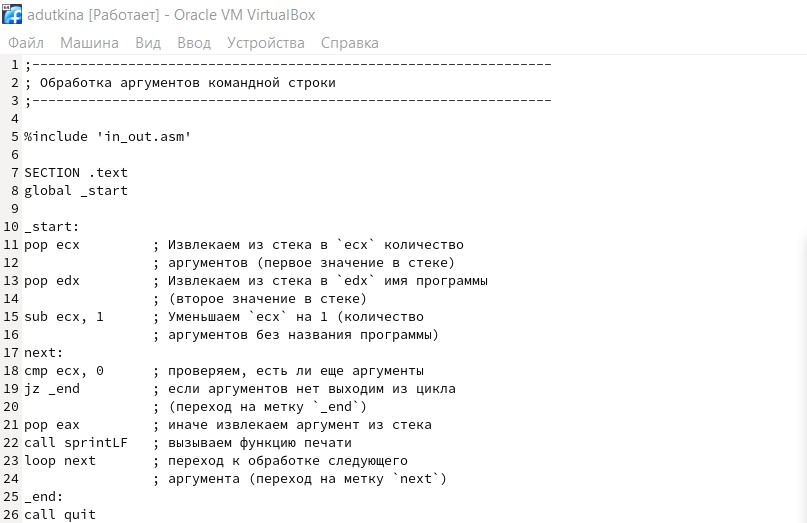 adutkina [Работает] - Oracle VM VirtualBox
Файл Машина Вид Ввод Устройства Справка
1 ;-----------------------------------------------------------------
2 ; Обработка аргументов командной строки
3 ;-----------------------------------------------------------------
4
5 %include 'in_out.asm'
6
7 SECTION .text
8 global _start
9
10 _start:
11 pop ecx         ; Извлекаем из стека в `ecx` количество
12                 ; аргументов (первое значение в стеке)
13 pop edx         ; Извлекаем из стека в `edx` имя программы
14                 ; (второе значение в стеке)
15 sub ecx, 1      ; Уменьшаем `ecx` на 1 (количество
16                 ; аргументов без названия программы)
17 next:
18 cmp ecx, 0      ; проверяем, есть ли еще аргументы
19 jz _end         ; если аргументов нет выходим из цикла
20                 ; (переход на метку `_end`)
21 pop eax         ; иначе извлекаем аргумент из стека
22 call sprintLF   ; вызываем функцию печати
23 loop next       ; переход к обработке следующего
24                 ; аргумента (переход на метку `next`)
25 _end:
26 call quit